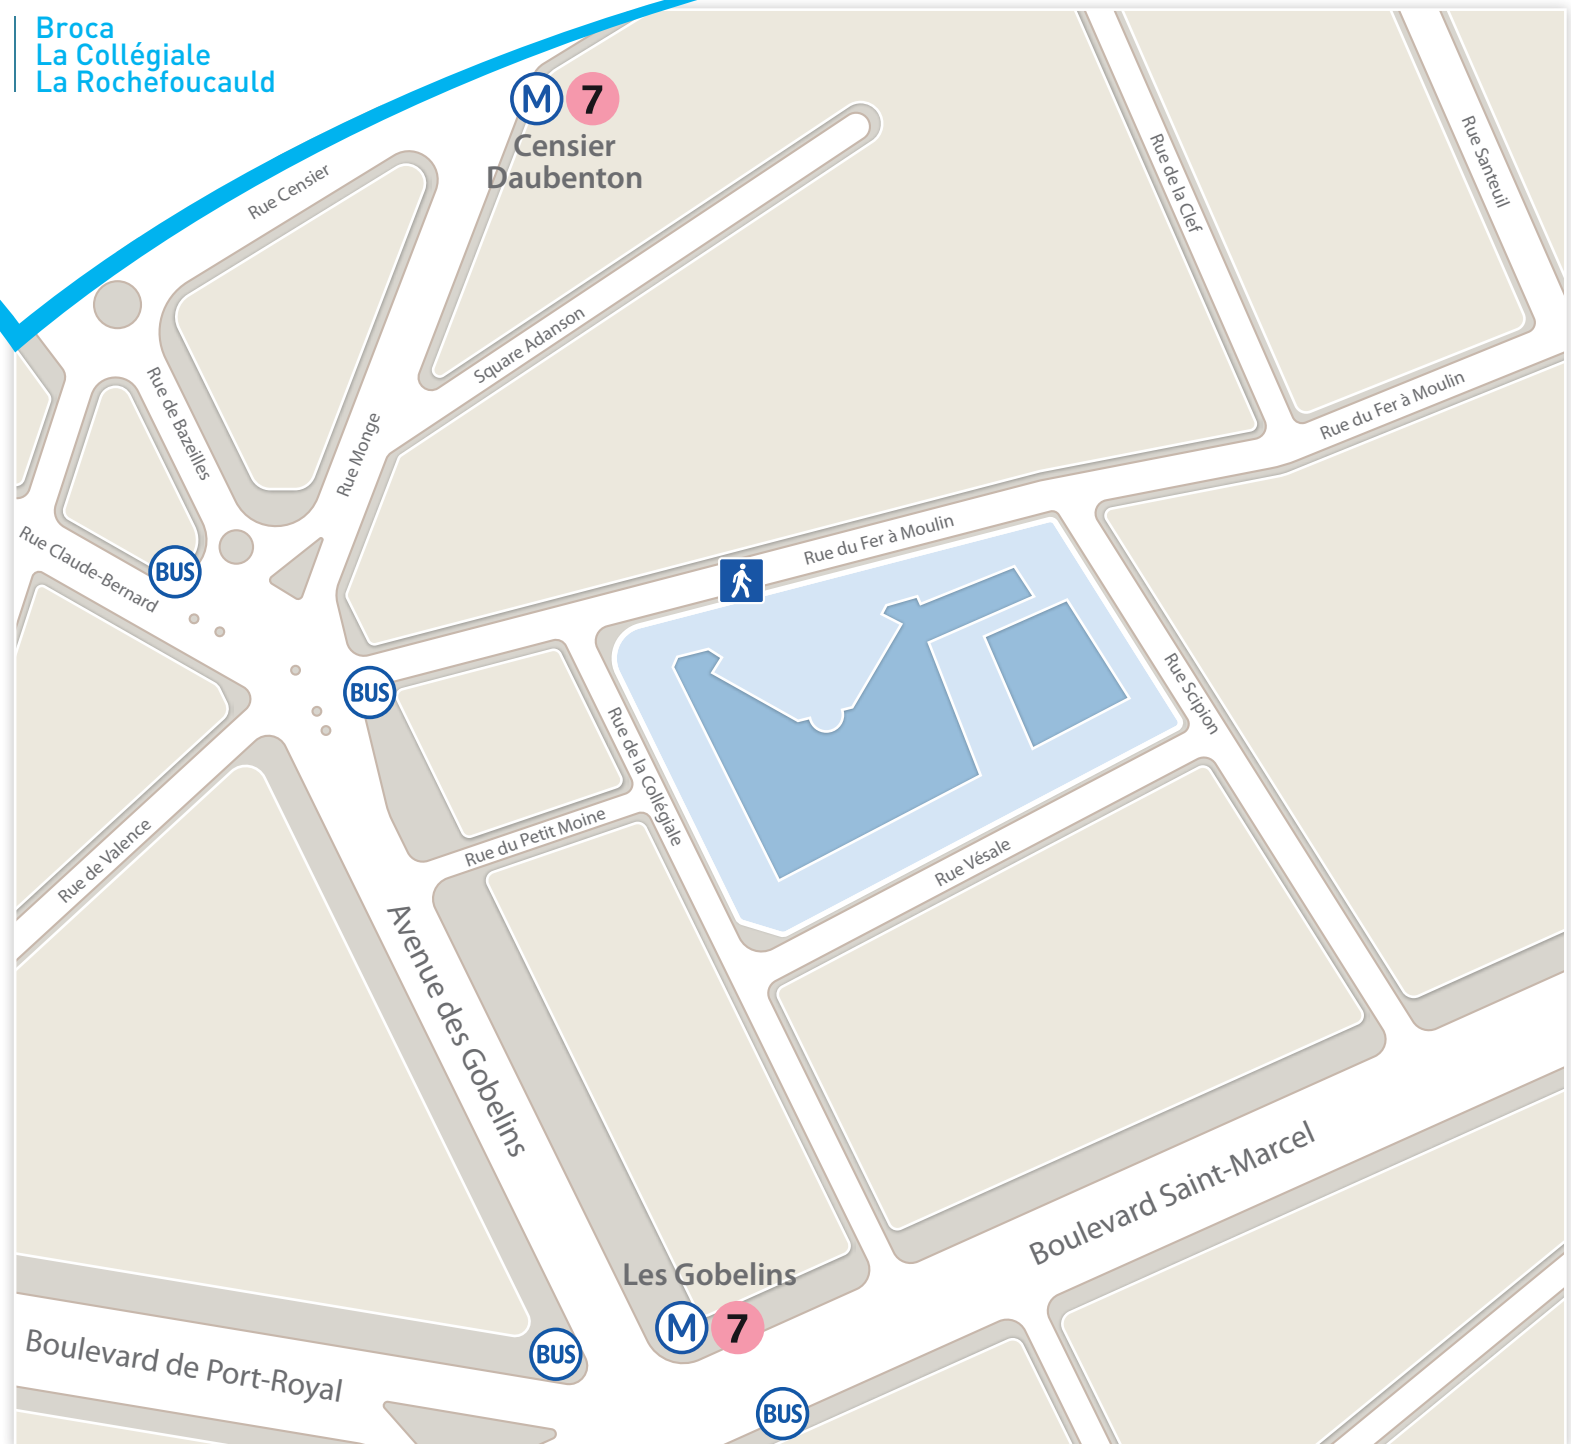 Broca
La Collégiale
La Rochefoucauld
M 7
Censier
Daubenton
Rue Censier
Rue de la Clef
Rue Santeuil
Square Adanson
Rue de Bazeilles
Rue Monge
Rue du Fer à Moulin
Rue du Fer à Moulin
Rue Claude-Bernard
BUS
BUS
Rue Scipion
Rue de la Collégiale
Rue du Petit Moine
Rue de Valence
Rue Vésale
Avenue des Gobelins
Boulevard Saint-Marcel
Les Gobelins
M 7
BUS
Boulevard de Port-Royal
BUS